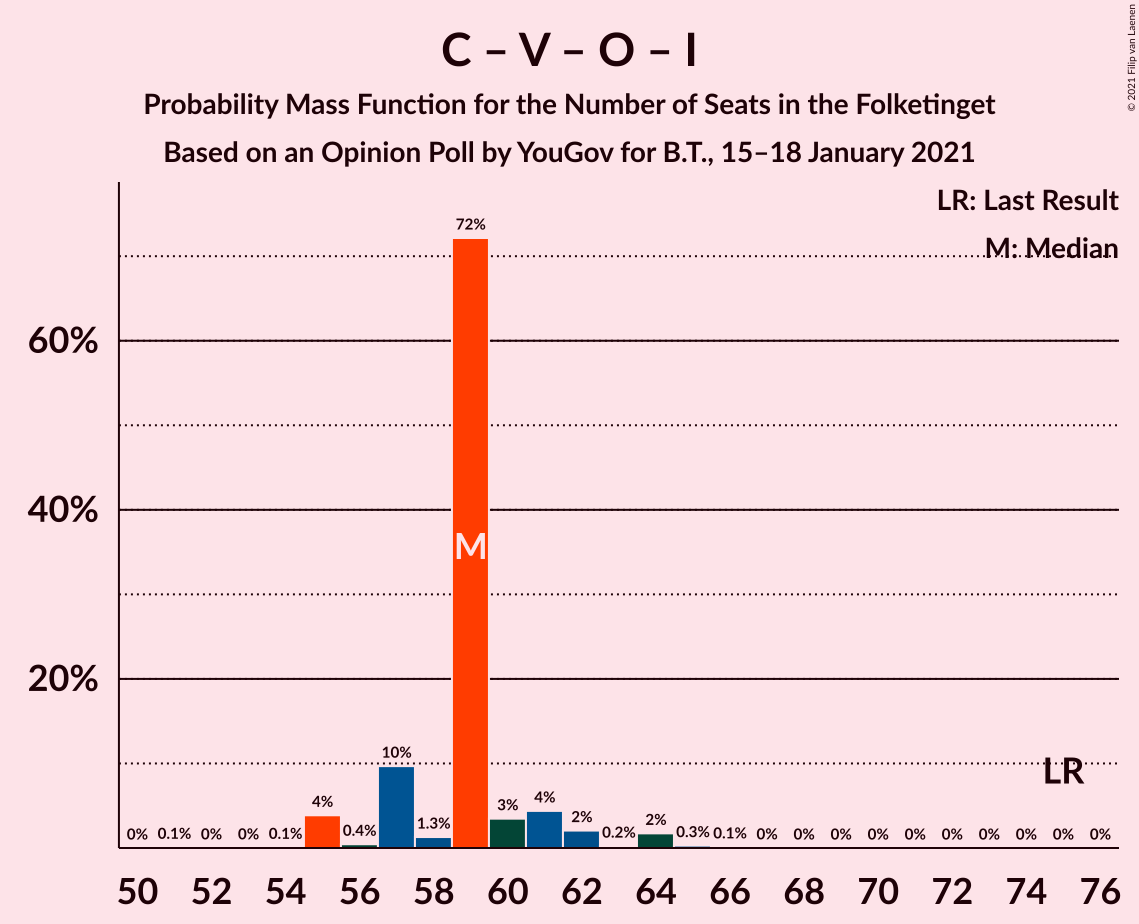 C – V – O – I
Probability Mass Function for the Number of Seats in the Folketinget
Based on an Opinion Poll by YouGov for B.T., 15–18 January 2021
© 2021 Filip van Laenen
LR: Last Result
M: Median
60%
40%
20%
0% 0.1% 0% 0% 0.1% 4% 0.4% 10% 1.3% 72% 3% 4% 2% 0.2% 2% 0.3% 0.1% 0% 0% 0% 0% 0% 0% 0% 0% 0% 0%
M
LR
50 52 54 56 58 60 62 64 66 68 70 72 74 76